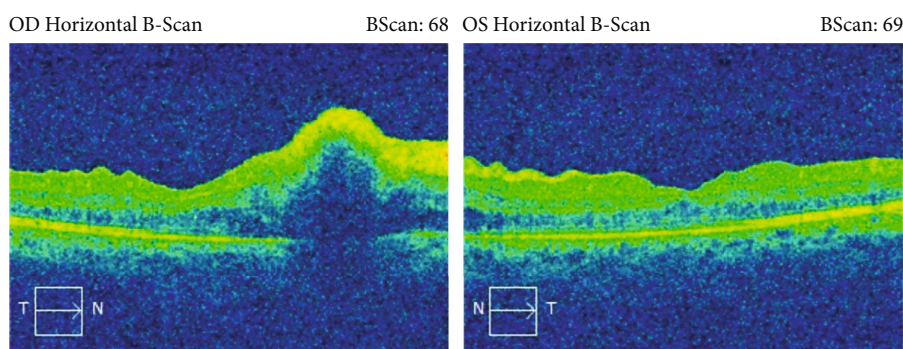 OD Horizontal B-Scan BScan: 68
OS Horizontal B-Scan BScan: 69
T N
N T